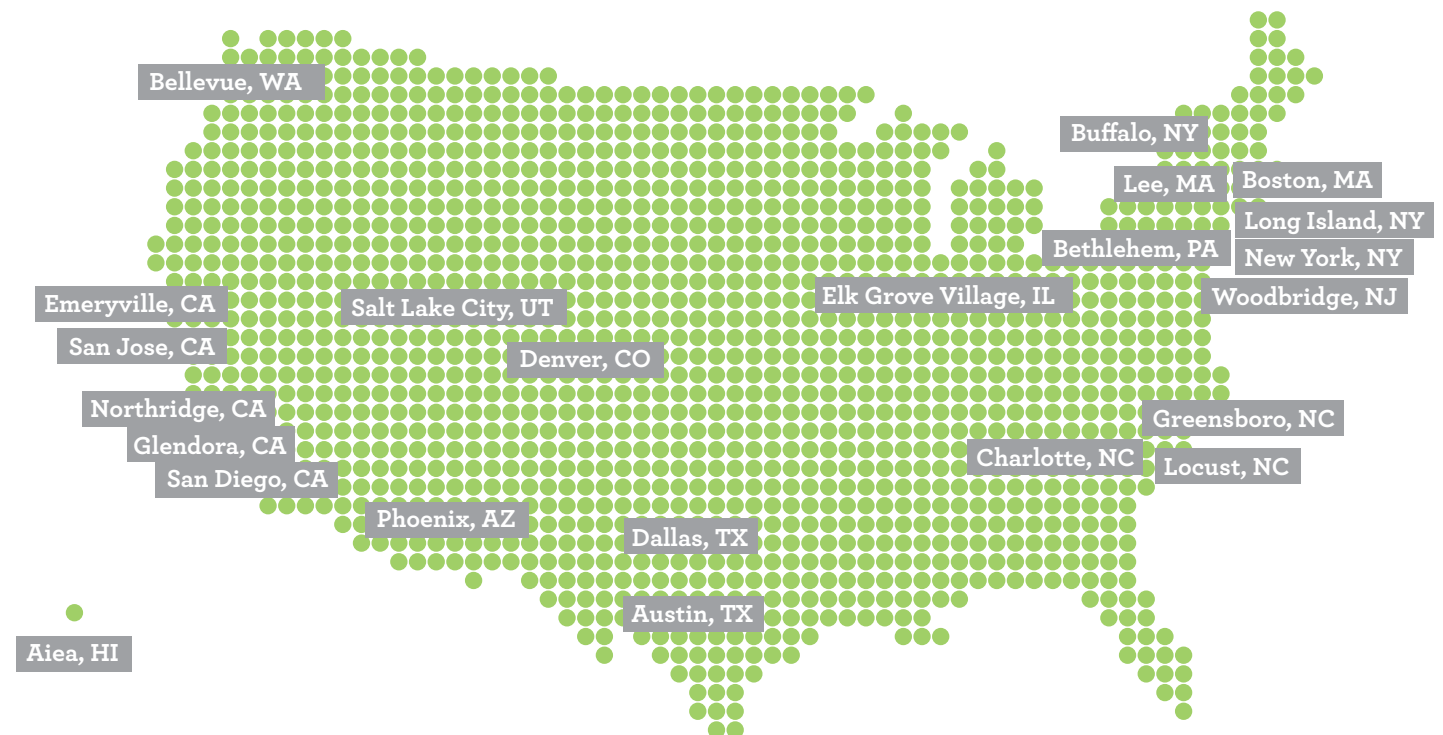 Bellevue, WA
Buffalo, NY
Lee, MA
Boston, MA
Long Island, NY
Bethlehem, PA
New York, NY
Emeryville, CA
Salt Lake City, UT
Elk Grove Village, IL
Woodbridge, NJ
San Jose, CA
Denver, CO
Northridge, CA
Greensboro, NC
Glendora, CA
Charlotte, NC
Locust, NC
San Diego, CA
Phoenix, AZ
Dallas, TX
Austin, TX
Aiea, HI